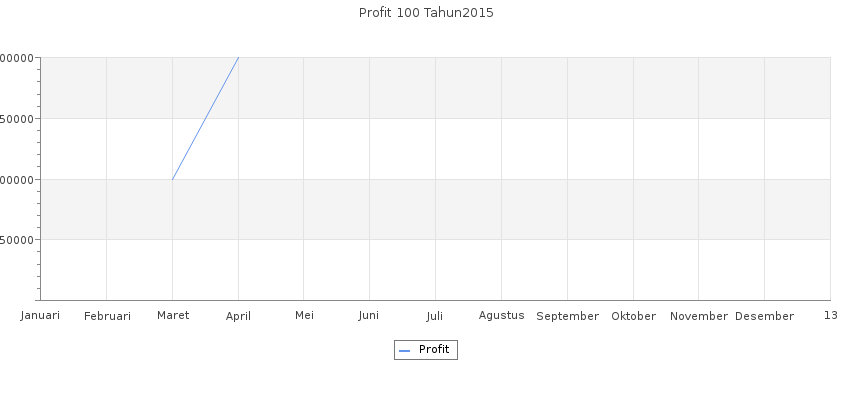 Profit 100 Tahun2015
00000
50000
00000
50000
Januari Februari Maret April Mei Juni Juli Agustus September Oktober November Desember 13
Profit